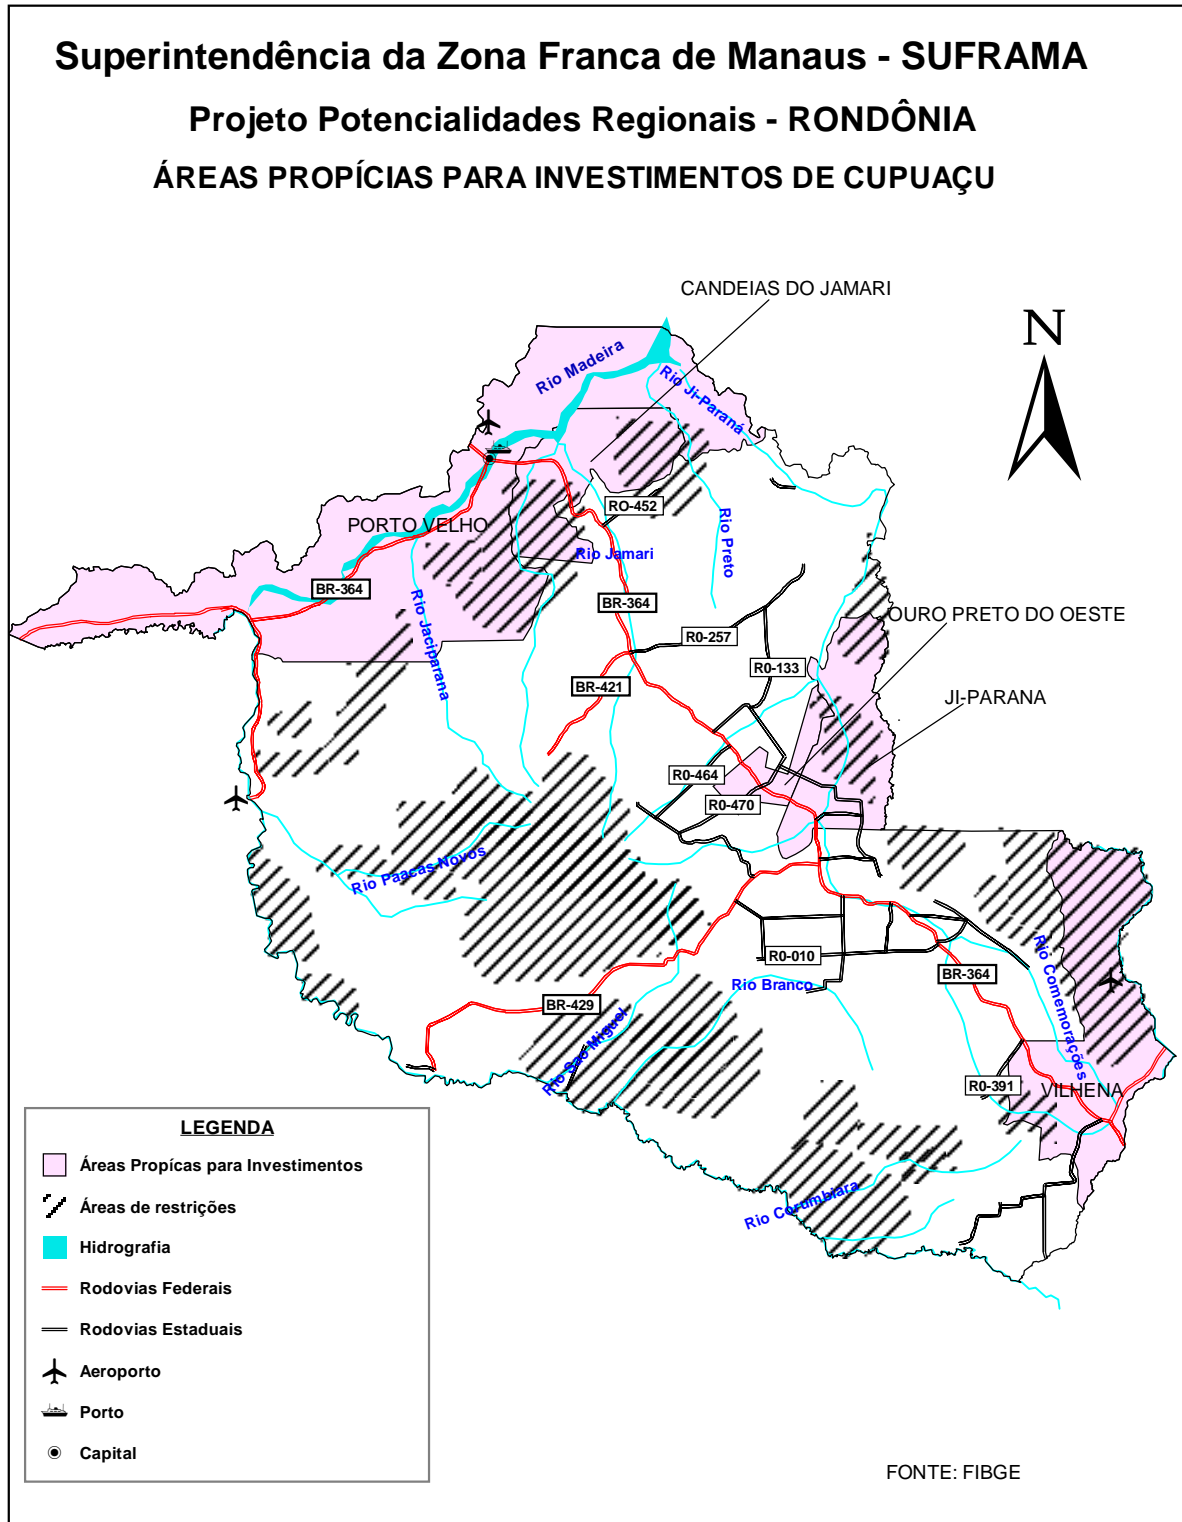 Superintendência da Zona Franca de Manaus - SUFRAMA
Projeto Potencialidades Regionais - RONDÔNIA
ÁREAS PROPÍCIAS PARA INVESTIMENTOS DE CUPUAÇU
CANDEIAS DO JAMARI
N
Rio Madeira
Rio Ji-Paraná
RO-452
PORTO VELHO
Rio Preto
Rio Jamari
BR-364
BR-364
Rio Jaciparana
OURO PRETO DO OESTE
R0-257
R0-133
BR-421
JI-PARANA
R0-464
R0-470
Rio Paacas Novos
R0-010
Rio Comemorações
BR-364
Rio Branco
BR-429
Rio Sao Miguel
R0-391
VILHENA
Rio Corumbiara
LEGENDA
Áreas Propícas para Investimentos
Áreas de restrições
Hidrografia
Rodovias Federais
Rodovias Estaduais
Aeroporto
Porto
Capital
FONTE: FIBGE